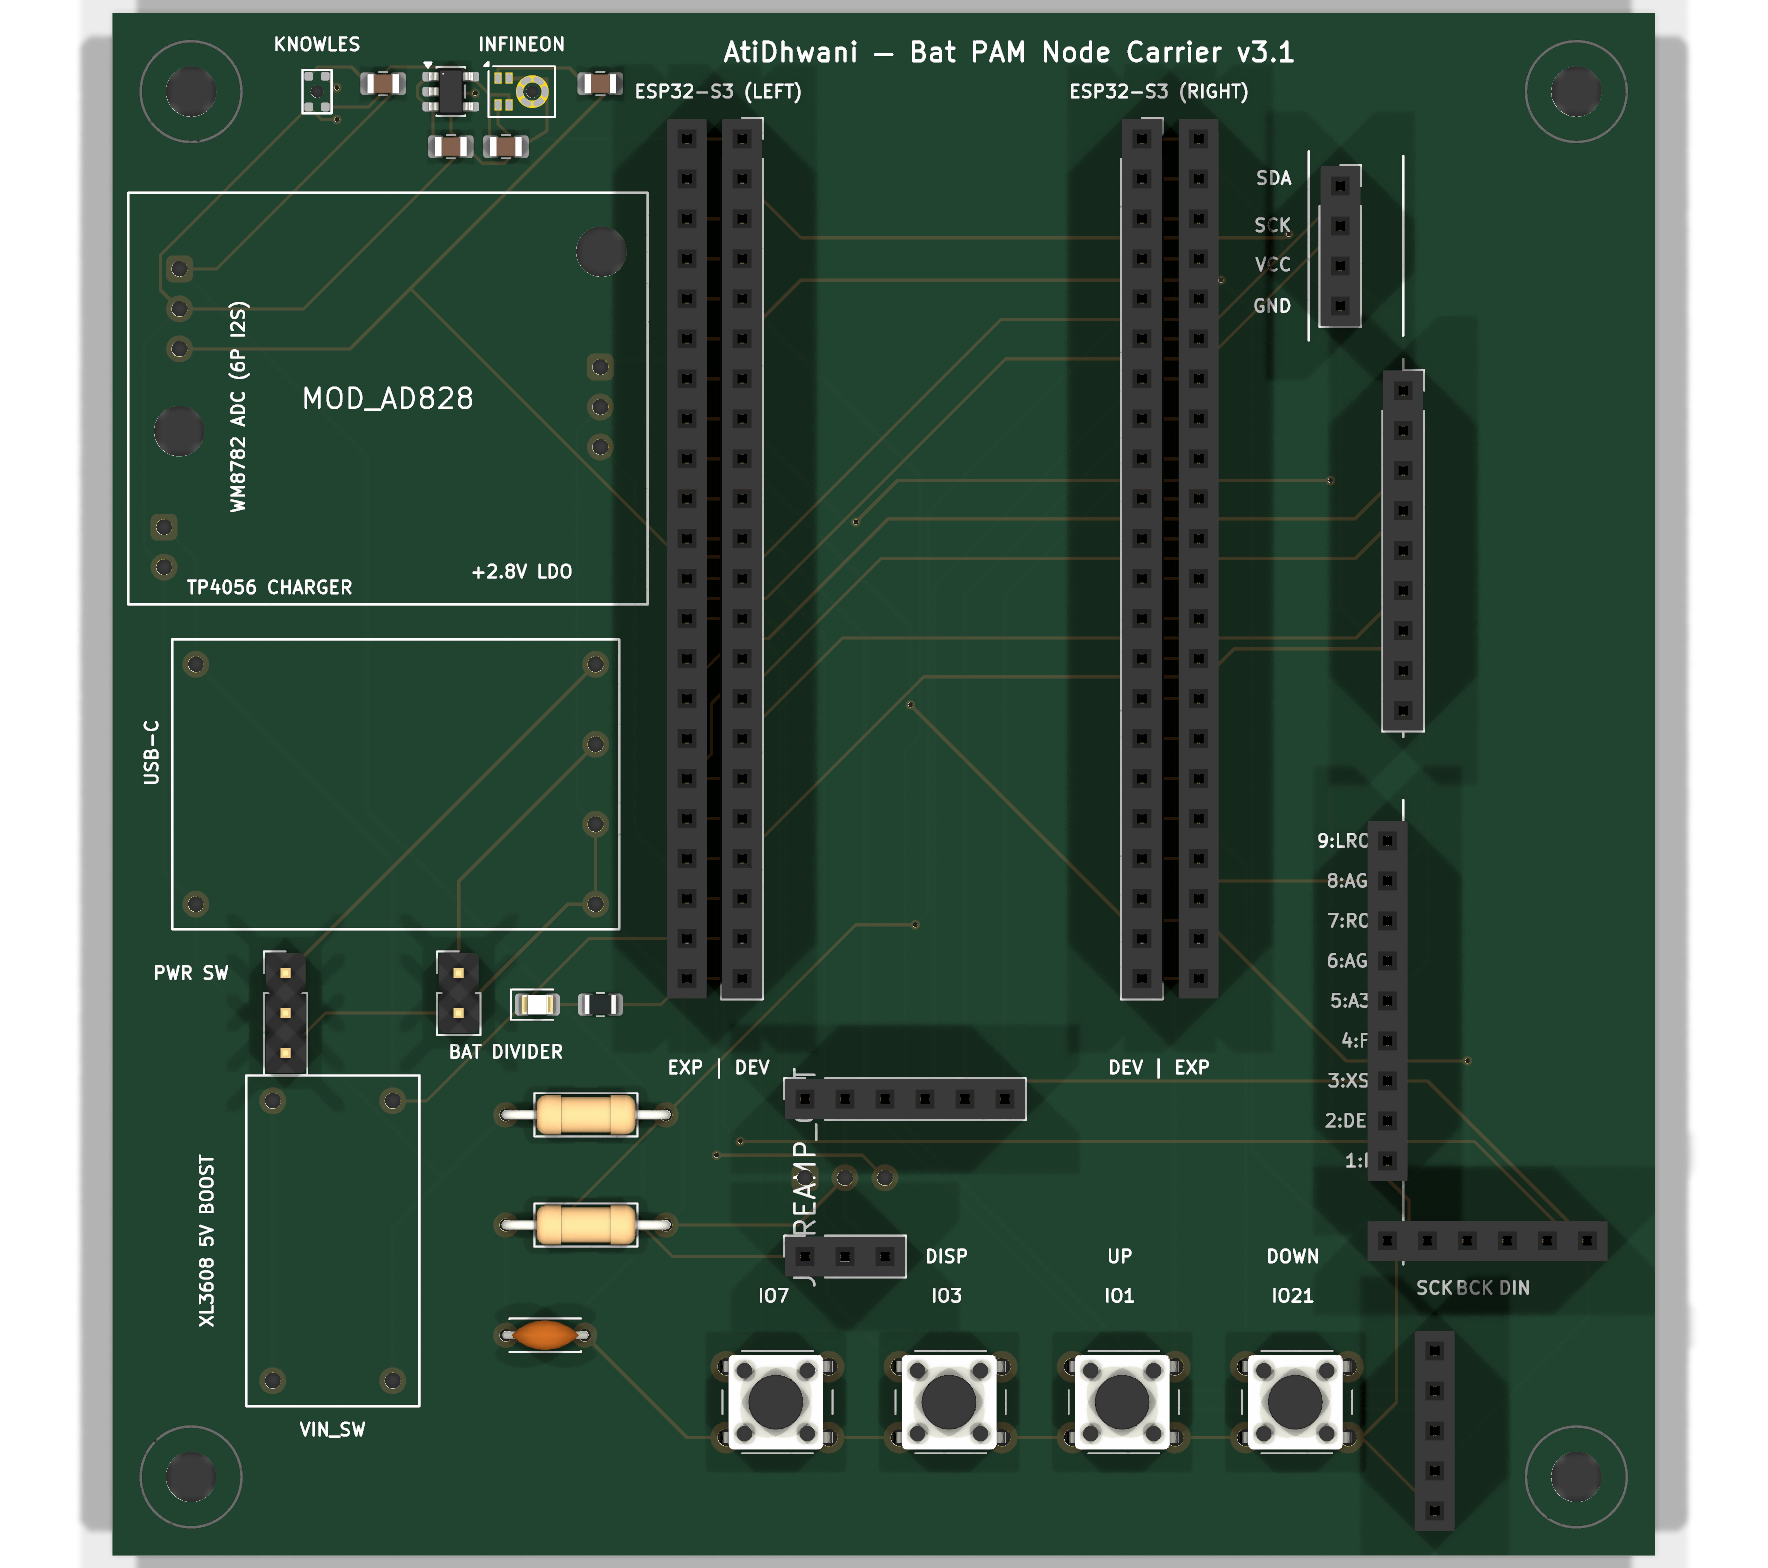 KNOWLES
INFINEON
AtiDhwani — Bat PAM Node Carrier v3.1
ESP32-S3 (LEFT)
ESP32-S3 (RIGHT)
SDA
SCK
VCC
GND
WM8782 ADC (6P I2S)
MOD_AD828
+2.8V LDO
TP4056 CHARGER
USB-C
9:LRC
8:AG
7:RC
6:AG
5:A3
4:F
3:XS
2:DE
1:
PWR SW
BAT DIVIDER
EXP | DEV
DEV | EXP
XL3608 5V BOOST
DISP
UP
DOWN
IO7
IO3
IO1
IO21
SCK BCK DIN
VIN_SW